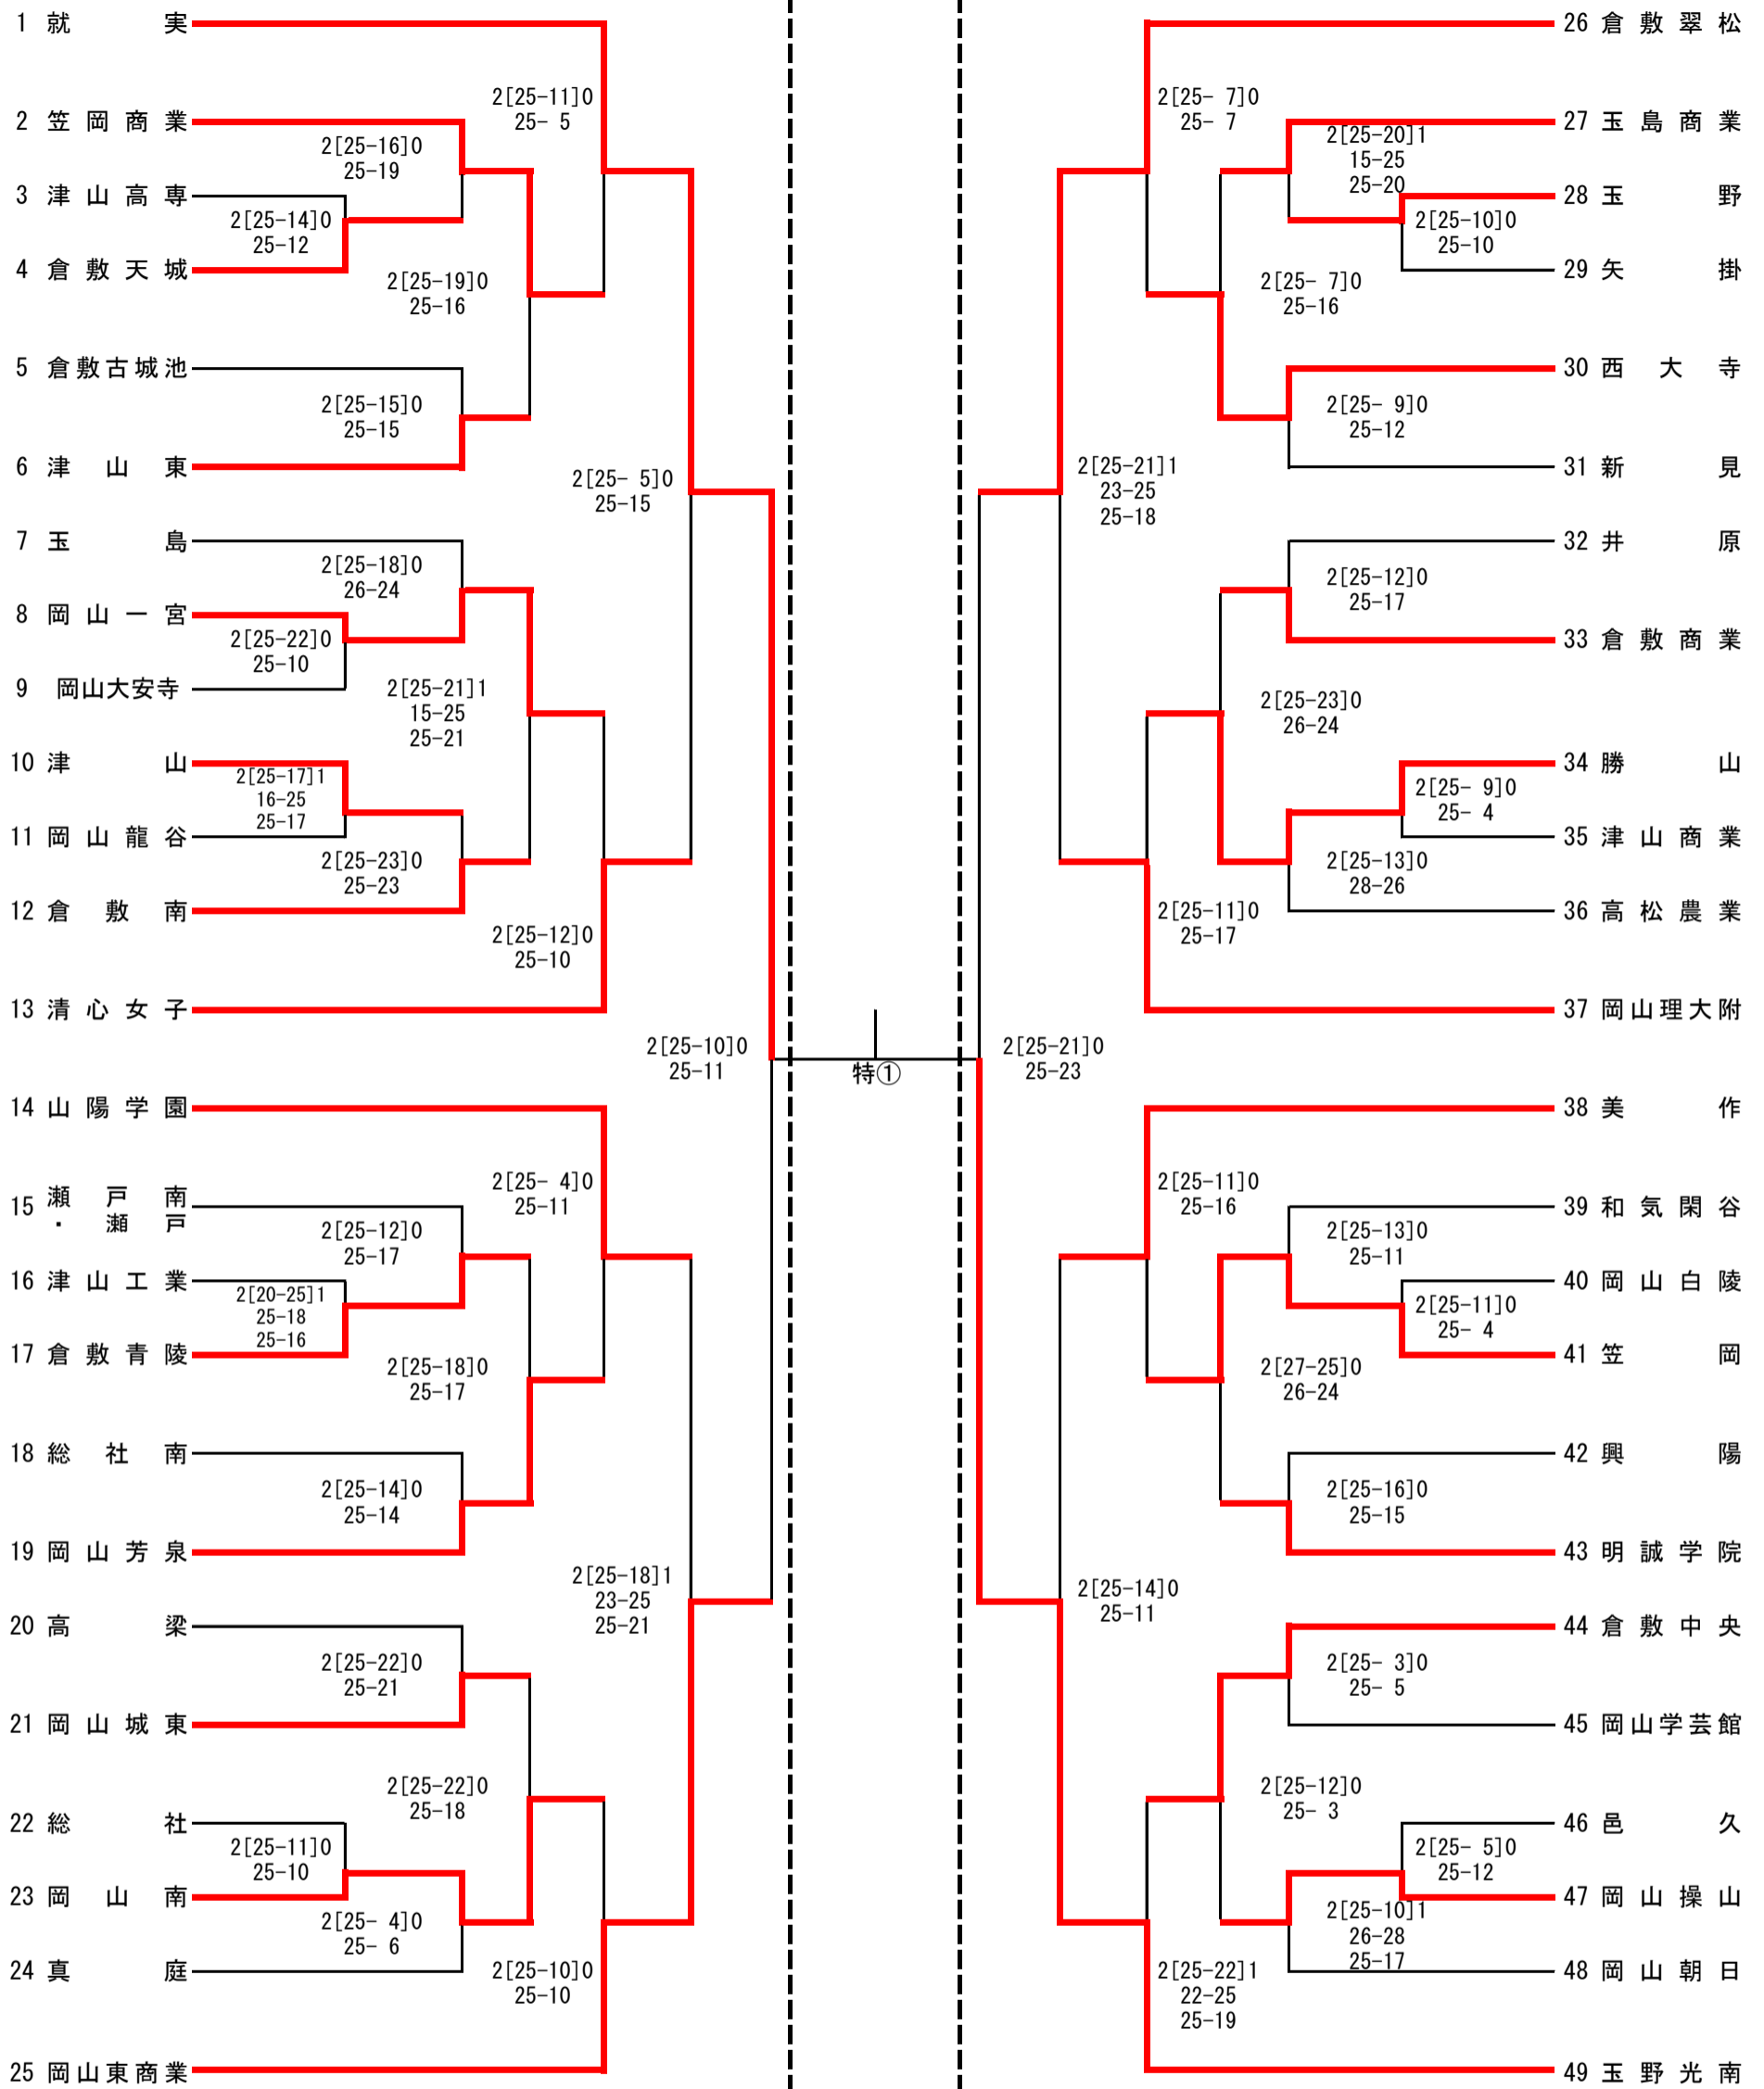 1 就実
2 笠岡商業
3 津山高専
4 倉敷天城
5 倉敷古城池
6 津山東
7 玉島
8 岡山一宮
9 岡山大安寺
10 津山
11 岡山龍谷
12 倉敷南
13 清心女子
14 山陽学園
15 瀬戸南
・瀬戸
16 津山工業
17 倉敷青陵
18 総社南
19 岡山芳泉
20 高梁
21 岡山城東
22 総社
23 岡山南
24 真庭
25 岡山東商業
2[25-14]0
25-12
2[25-22]0
25-10
2[25-17]1
16-25
25-17
2[20-25]1
25-18
25-16
2[25-11]0
25-10
2[25-16]0
25-19
2[25-15]0
25-15
2[25-18]0
26-24
2[25-23]0
25-23
2[25-12]0
25-17
2[25-14]0
25-14
2[25-22]0
25-21
2[25- 4]0
25- 6
2[25-19]0
25-16
2[25-21]1
15-25
25-21
2[25-18]0
25-17
2[25-22]0
25-18
2[25-11]0
25- 5
2[25-12]0
25-10
2[25- 4]0
25-11
2[25-10]0
25-10
2[25- 5]0
25-15
2[25-18]1
23-25
25-21
2[25-10]0
25-11
特①
2[25-21]0
25-23
2[25-21]1
23-25
25-18
2[25-14]0
25-11
2[25- 7]0
25- 7
2[25-11]0
25-17
2[25-11]0
25-16
2[25-22]1
22-25
25-19
2[25- 7]0
25-16
2[25-23]0
26-24
2[27-25]0
26-24
2[25-12]0
25- 3
2[25-20]1
15-25
25-20
2[25- 9]0
25-12
2[25-12]0
25-17
2[25-13]0
28-26
2[25-13]0
25-11
2[25-16]0
25-15
2[25- 3]0
25- 5
2[25-10]1
26-28
25-17
2[25-10]0
25-10
2[25- 9]0
25- 4
2[25-11]0
25- 4
2[25- 5]0
25-12
26 倉敷翠松
27 玉島商業
28 玉野
29 矢掛
30 西大寺
31 新見
32 井原
33 倉敷商業
34 勝山
35 津山商業
36 高松農業
37 岡山理大附
38 美作
39 和気閑谷
40 岡山白陵
41 笠岡
42 興陽
43 明誠学院
44 倉敷中央
45 岡山学芸館
46 邑久
47 岡山操山
48 岡山朝日
49 玉野光南